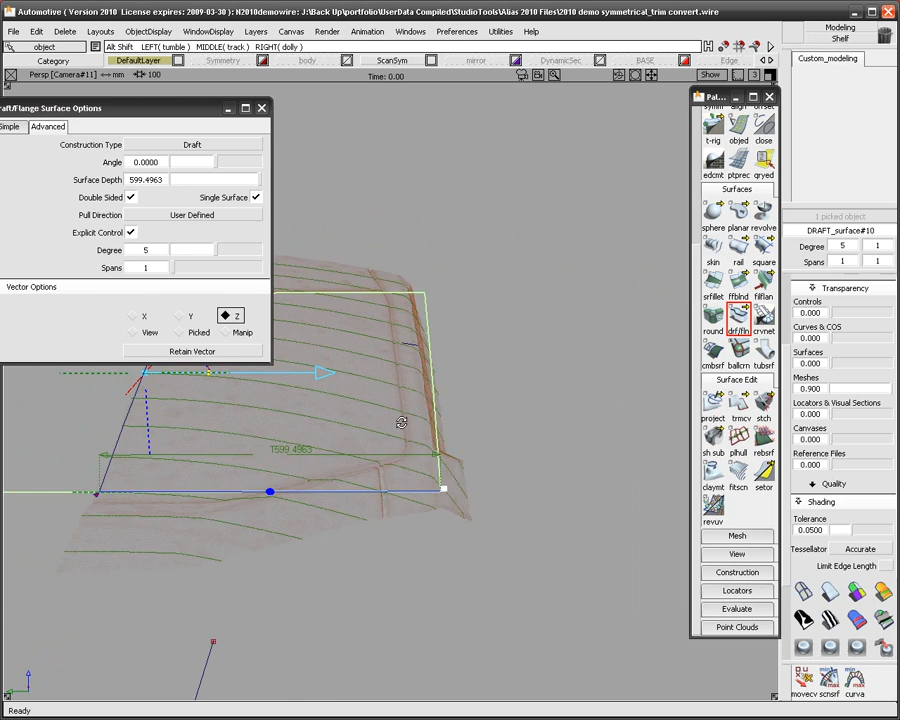 Automotive ( Version 2010 License expires: 2009-03-30 ): N2010demowire: J:\Back Up\portfolio\UserData Compiled\StudioTools\Alias 2010 Files\2010 demo symmetrical_trim convert.wire
File Edit Delete Layouts ObjectDisplay WindowDisplay Layers Canvas Render Animation Windows Preferences Utilities Help
object Alt Shift LEFT( tumble ) MIDDLE( track ) RIGHT( dolly )
Category DefaultLayer Symmetry body ScanSym mirror DynamicSec BASE Edge
Persp [Camera#11] mm 100 Time: 0.00 Show 3
Modeling
Shelf
Custom_modeling
raft/Flange Surface Options
Simple Advanced
Construction Type Draft
Angle 0.0000
Surface Depth 599.4963
Double Sided Single Surface
Pull Direction User Defined
Explicit Control
Degree 5
Spans 1
Vector Options
X Y Z
View Picked Manip
Retain Vector
T599.4963
Pal...
symm align offset
t-rig objed close
edcmt ptprec qryed
Surfaces
sphere planar revolve
skin rail square
srfillet ffblnd filflan
round drf/fln crvnet
cmbsrf ballcrn tubsrf
Surface Edit
project trmcv stch
sh sub plhull rebsrf
claymt fitscn setor
revuv
Mesh
View
Construction
Locators
Evaluate
Point Clouds
1 picked object
DRAFT_surface#10
Degree 5 1
Spans 1 1
Transparency
Controls
0.000
Curves & COS
0.000
Surfaces
0.000
Meshes
0.900
Locators & Visual Sections
0.000
Canvases
0.000
Reference Files
0.000
Quality
Shading
Tolerance
0.0500
Tessellator Accurate
Limit Edge Length
movecv scnsrf curva
Ready